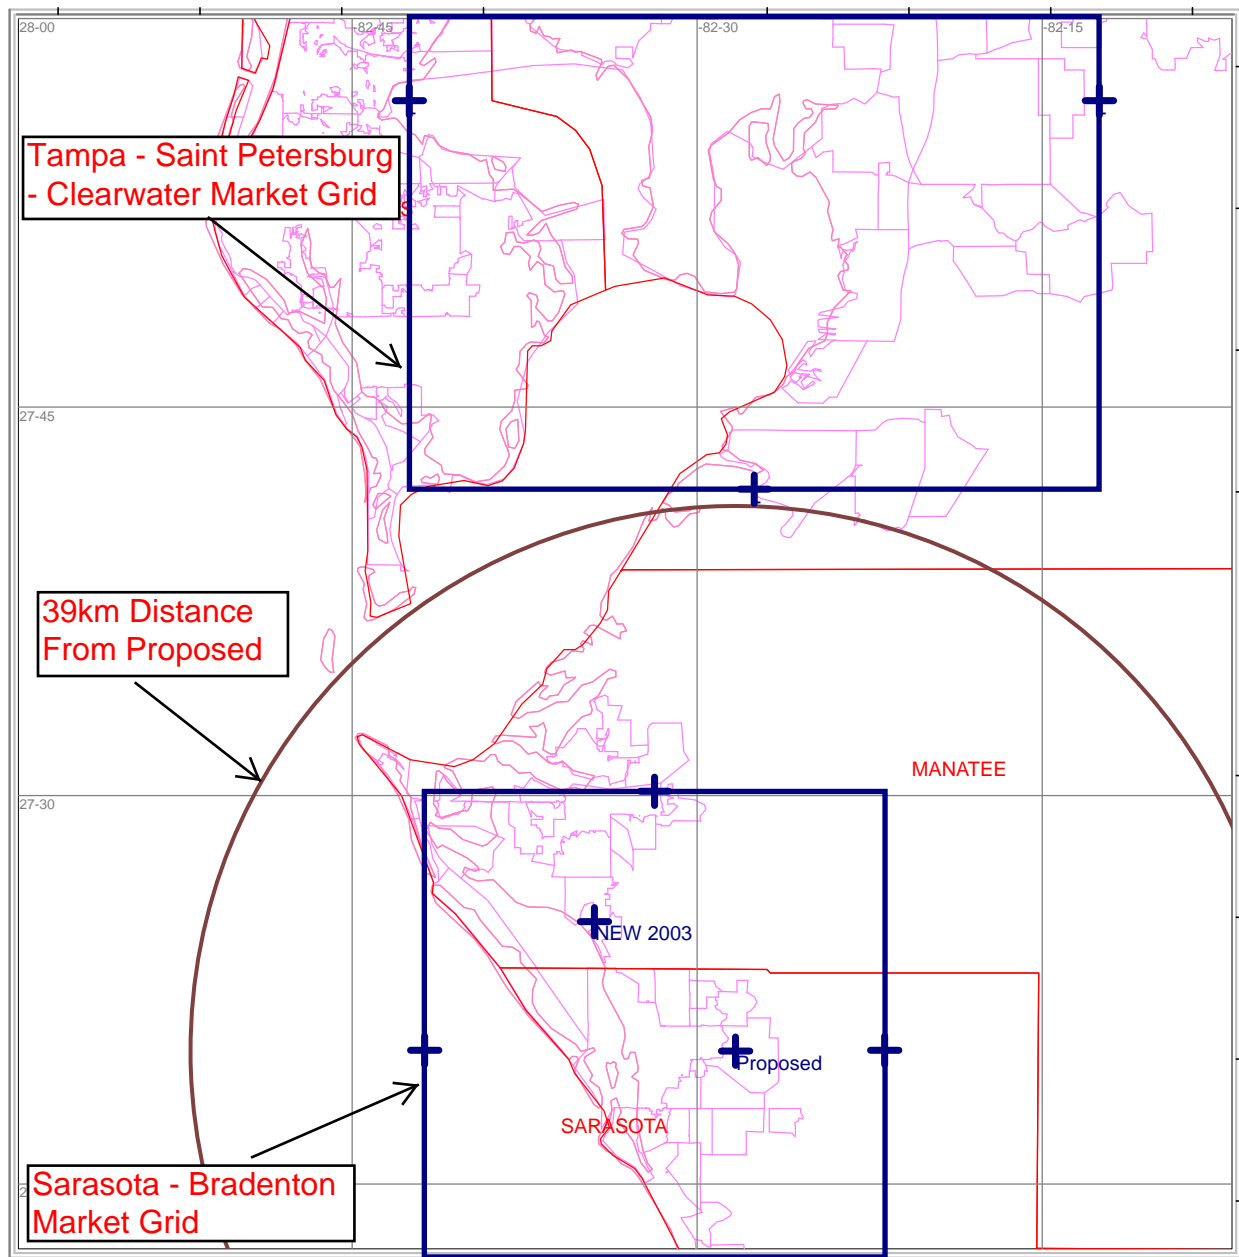 28-00
-82-45
-82-30
-82-15
Tampa - Saint Petersburg
- Clearwater Market Grid
27-45
39km Distance
From Proposed
MANATEE
27-30
NEW 2003
Proposed
SARASOTA
Sarasota - Bradenton
Market Grid